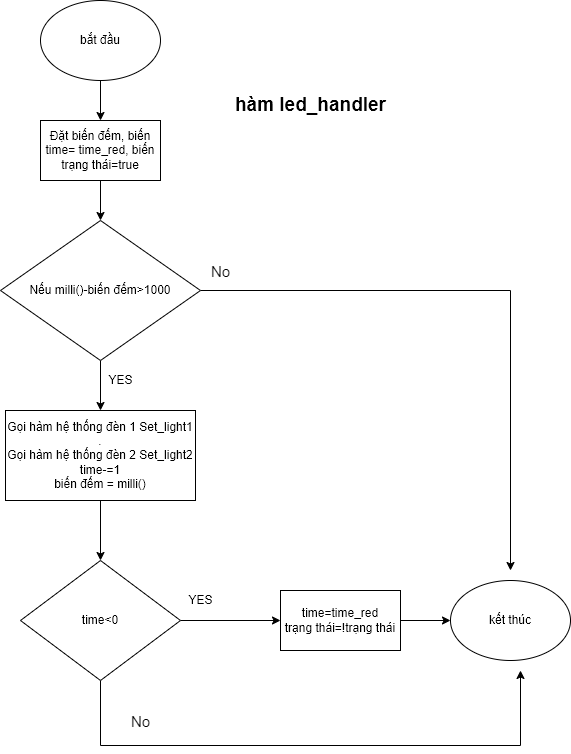 bắt đầu
hàm led_handler
Đặt biến đếm, biến
time= time_red, biến
trạng thái=true
Nếu milli()-biến đếm>1000
No
YES
Gọi hảm hệ thống đèn 1 Set_light1
.
Gọi hảm hệ thống đèn 2 Set_light2
time-=1
biến đếm = milli()
time<0
YES
time=time_red
trạng thái=!trạng thái
kết thúc
No